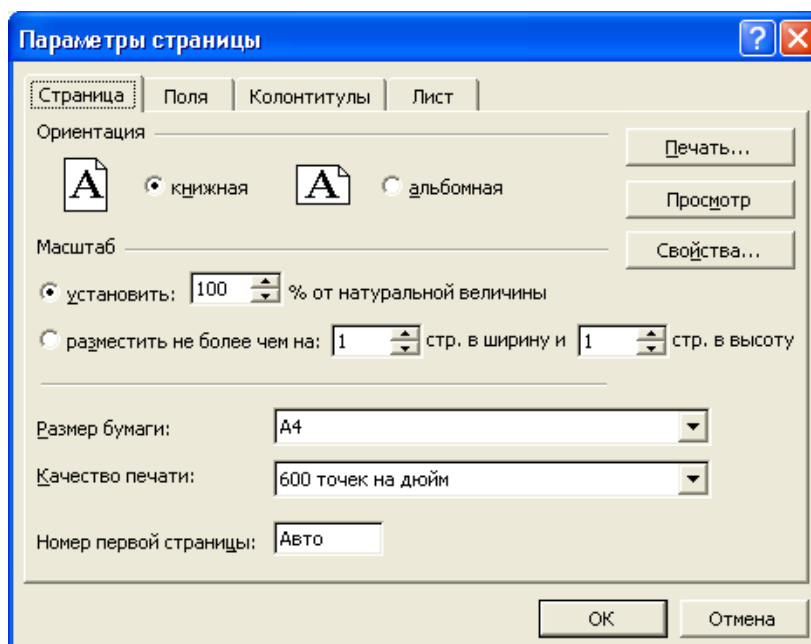 Параметры страницы
Страница Поля Колонтитулы Лист
Ориентация
Печать...
A книжная A альбомная
Просмотр
Масштаб
Свойства...
установить: 100 % от натуральной величины
разместить не более чем на: 1 стр. в ширину и 1 стр. в высоту
Размер бумаги: A4
Качество печати: 600 точек на дюйм
Номер первой страницы: Авто
ОК Отмена